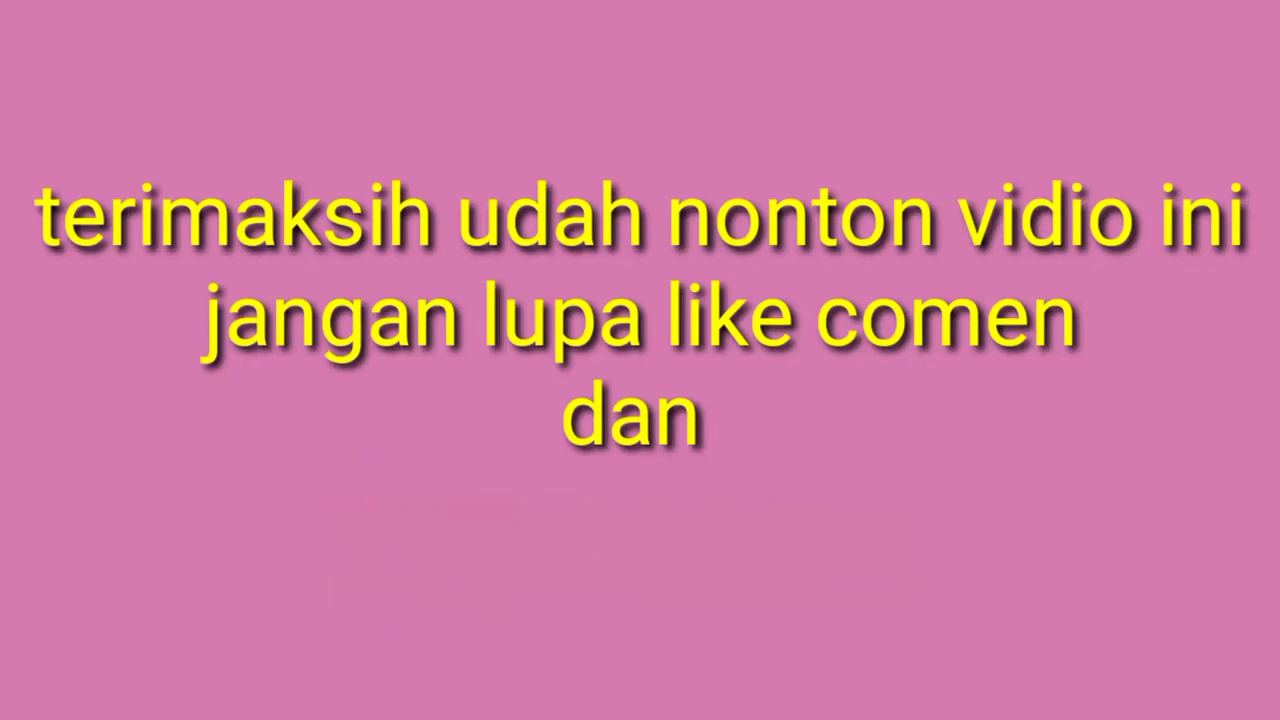 terimaksih udah nonton vidio ini
jangan lupa like comen
dan